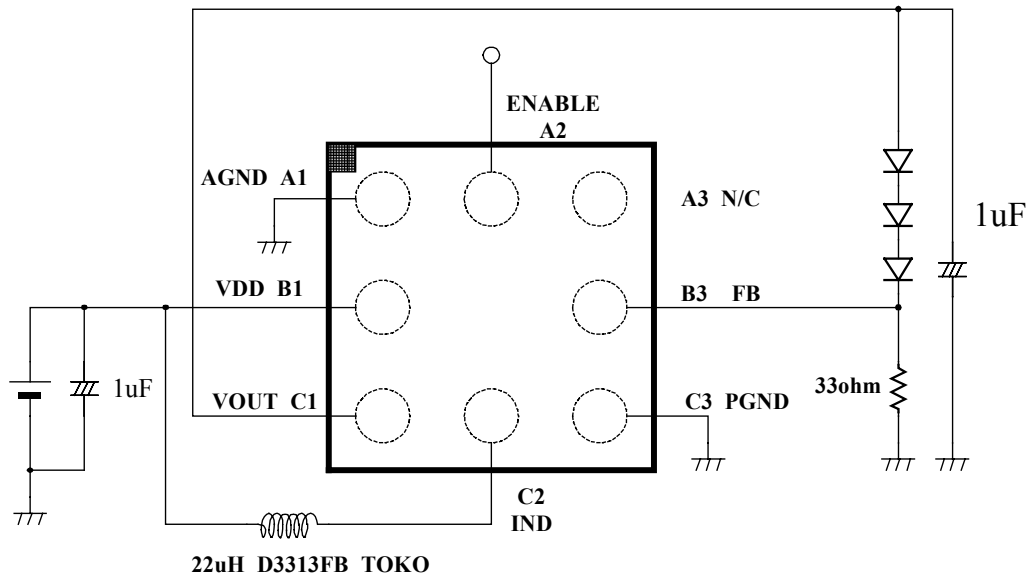 ENABLE
A2
AGND A1
A3 N/C
1uF
VDD B1
B3 FB
1uF
VOUT C1
C3 PGND
33ohm
C2
IND
22uH D3313FB TOKO